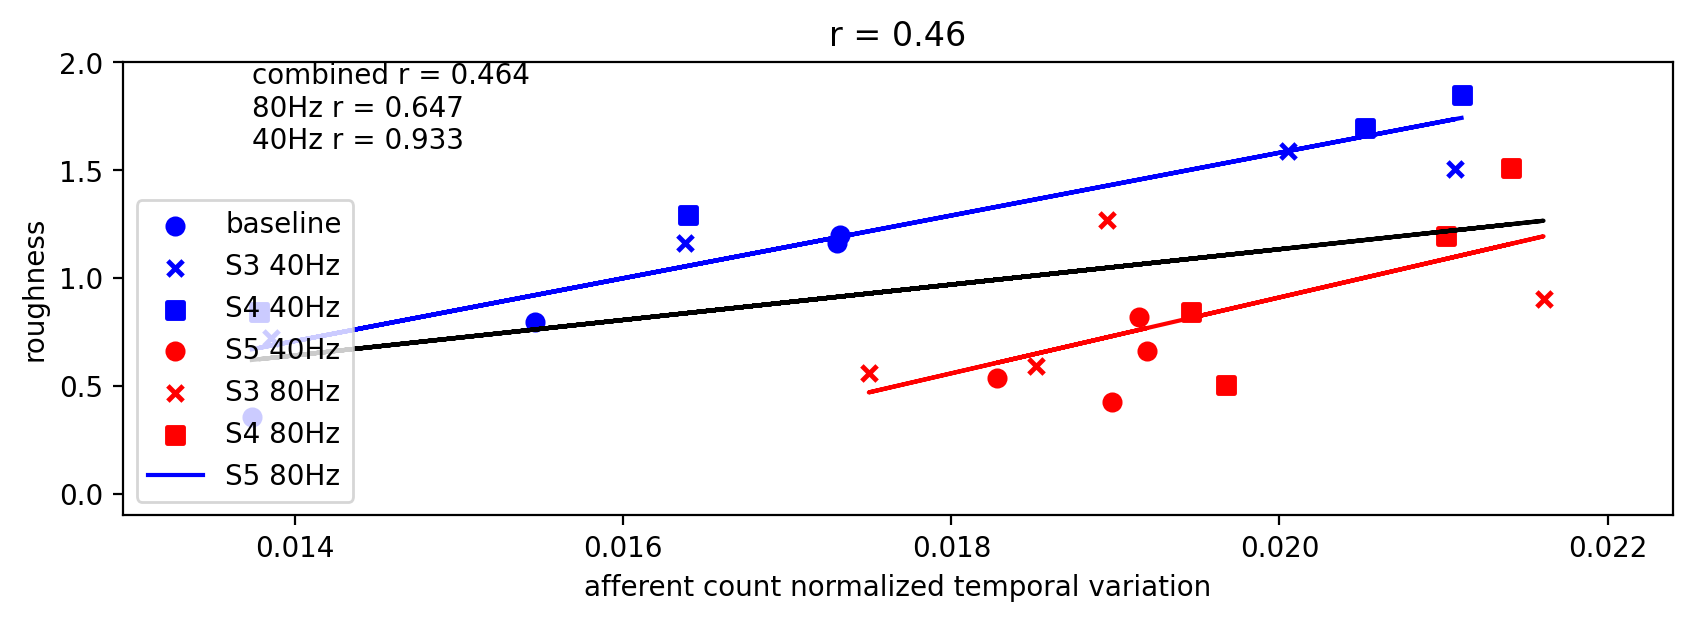 r = 0.46
combined r = 0.464
80Hz r = 0.647
40Hz r = 0.933
2.0
1.5
1.0
0.5
0.0
roughness
baseline
S3 40Hz
S4 40Hz
S5 40Hz
S3 80Hz
S4 80Hz
S5 80Hz
0.014 0.016 0.018 0.020 0.022
afferent count normalized temporal variation